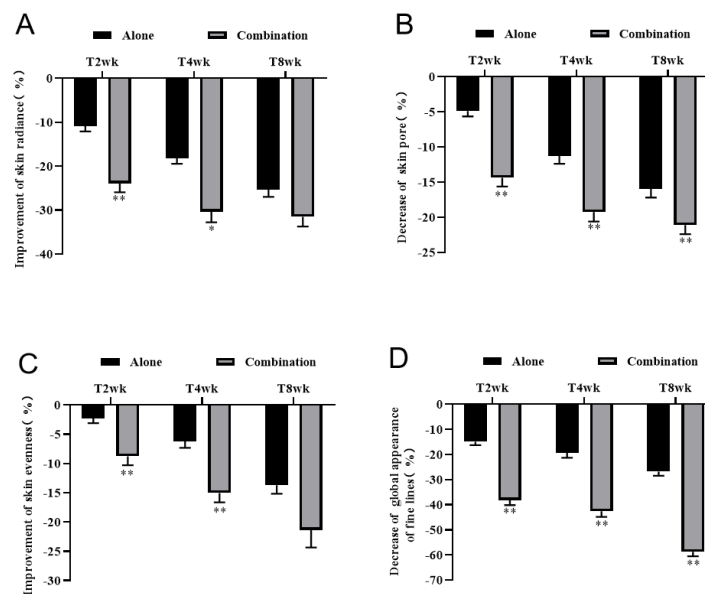 A
Alone Combination
T2wk T4wk T8wk
Improvement of skin radiance( %)
0
-10
-20
-30
-40
**
*
B
Alone Combination
T2wk T4wk T8wk
Decrease of skin pore( %)
0
-5
-10
-15
-20
-25
**
**
**
C
Alone Combination
T2wk T4wk T8wk
Improvement of skin evenness( %)
0
-5
-10
-15
-20
-25
-30
**
**
D
Alone Combination
T2wk T4wk T8wk
Decrease of global appearance
of fine lines( %)
0
-10
-20
-30
-40
-50
-60
-70
**
**
**